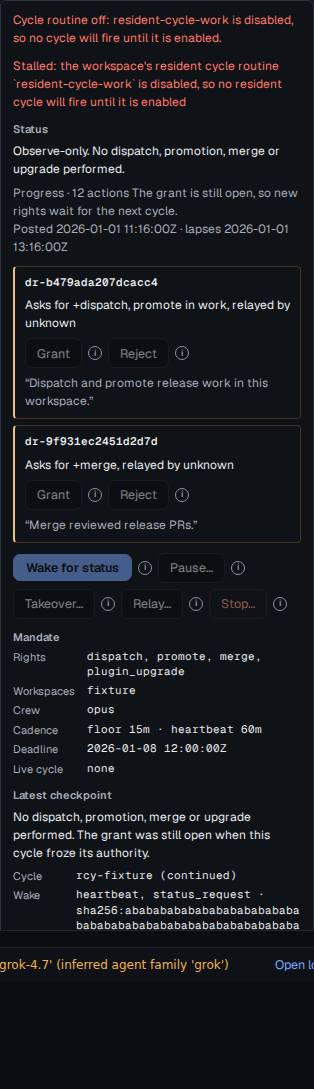 Cycle routine off: resident-cycle-work is disabled,
so no cycle will fire until it is enabled.
Stalled: the workspace's resident cycle routine
`resident-cycle-work` is disabled, so no resident
cycle will fire until it is enabled
Status
Observe-only. No dispatch, promotion, merge or
upgrade performed.
Progress · 12 actions The grant is still open, so new
rights wait for the next cycle.
Posted 2026-01-01 11:16:00Z · lapses 2026-01-01
13:16:00Z
dr-b479ada207dcacc4
Asks for +dispatch, promote in work, relayed by
unknown
Grant i Reject i
“Dispatch and promote release work in this
workspace.”
dr-9f931ec2451d2d7d
Asks for +merge, relayed by unknown
Grant i Reject i
“Merge reviewed release PRs.”
Wake for status i Pause… i
Takeover… i Relay… i Stop… i
Mandate
Rights dispatch, promote, merge,
plugin_upgrade
Workspaces fixture
Crew opus
Cadence floor 15m · heartbeat 60m
Deadline 2026-01-08 12:00:00Z
Live cycle none
Latest checkpoint
No dispatch, promotion, merge or upgrade
performed. The grant was still open when this
cycle froze its authority.
Cycle rcy-fixture (continued)
Wake heartbeat, status_request ·
sha256:abababababababababababab
babababababababababababababababa
grok-4.7' (inferred agent family 'grok') Open lo